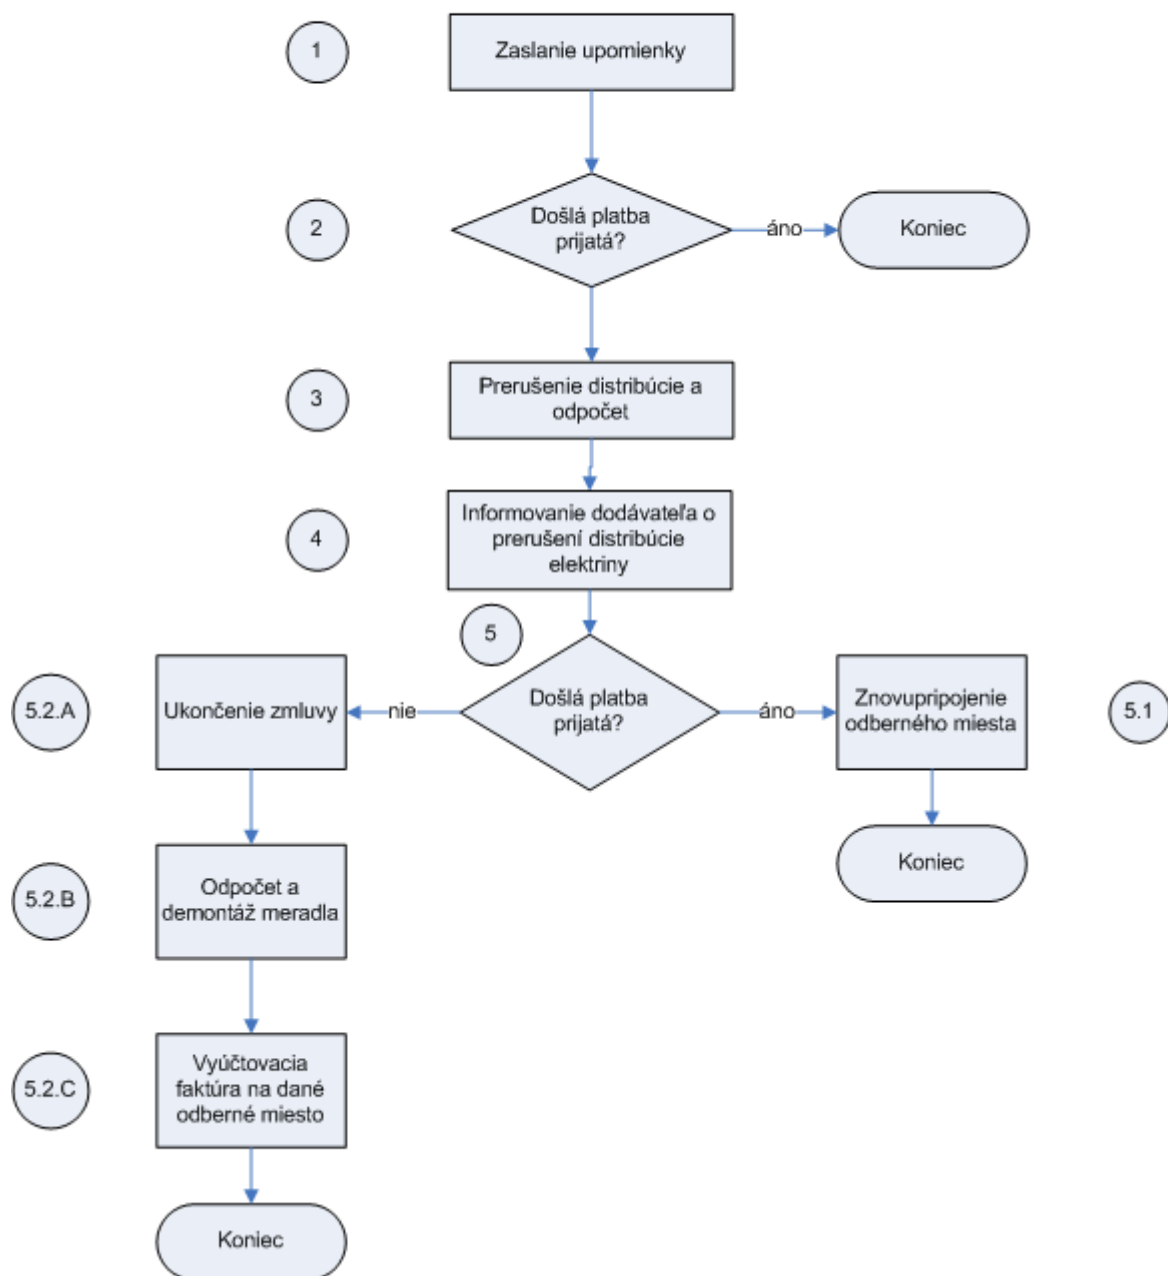 1
Zaslanie upomienky
2
Došlá platba
prijatá?
áno
Koniec
3
Prerušenie distribúcie a
odpočet
4
Informovanie dodávateľa o
prerušení distribúcie
elektriny
5
5.2.A
Ukončenie zmluvy
nie
Došlá platba
prijatá?
áno
Znovupripojenie
odberného miesta
5.1
Koniec
5.2.B
Odpočet a
demontáž meradla
5.2.C
Vyúčtovacia
faktúra na dané
odberné miesto
Koniec